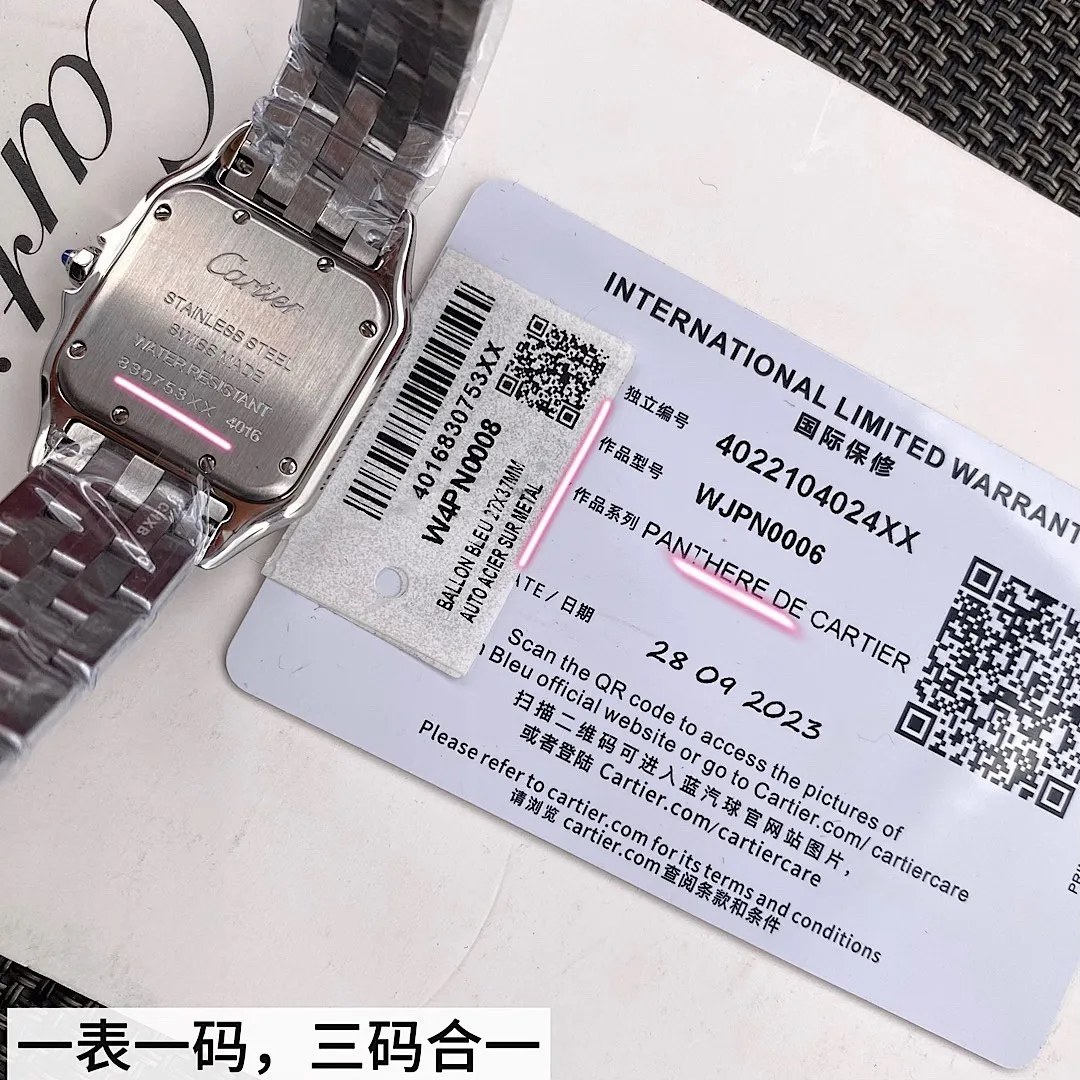 Cartier
STAINLESS STEEL
SWISS MADE
WATER RESISTANT
830753XX 4016
4016830753XX
W4PN0008
BALLON BLEU 27X37MM
AUTO ACIER SUR METAL
INTERNATIONAL LIMITED WARRANT
国际保修
独立编号 4022104024XX
作品型号 WJPN0006
作品系列 PANTHERE DE CARTIER
ATE / 日期 28 09 2023
Scan the QR code to access the pictures of
Bleu official website or go to Cartier.com/ cartiercare
扫描二维码可进入蓝汽球官网站图片，
或者登陆 Cartier.com/cartiercare
Please refer to cartier.com for its terms and conditions
请浏览 cartier.com 查阅条款和条件
一表一码，三码合一